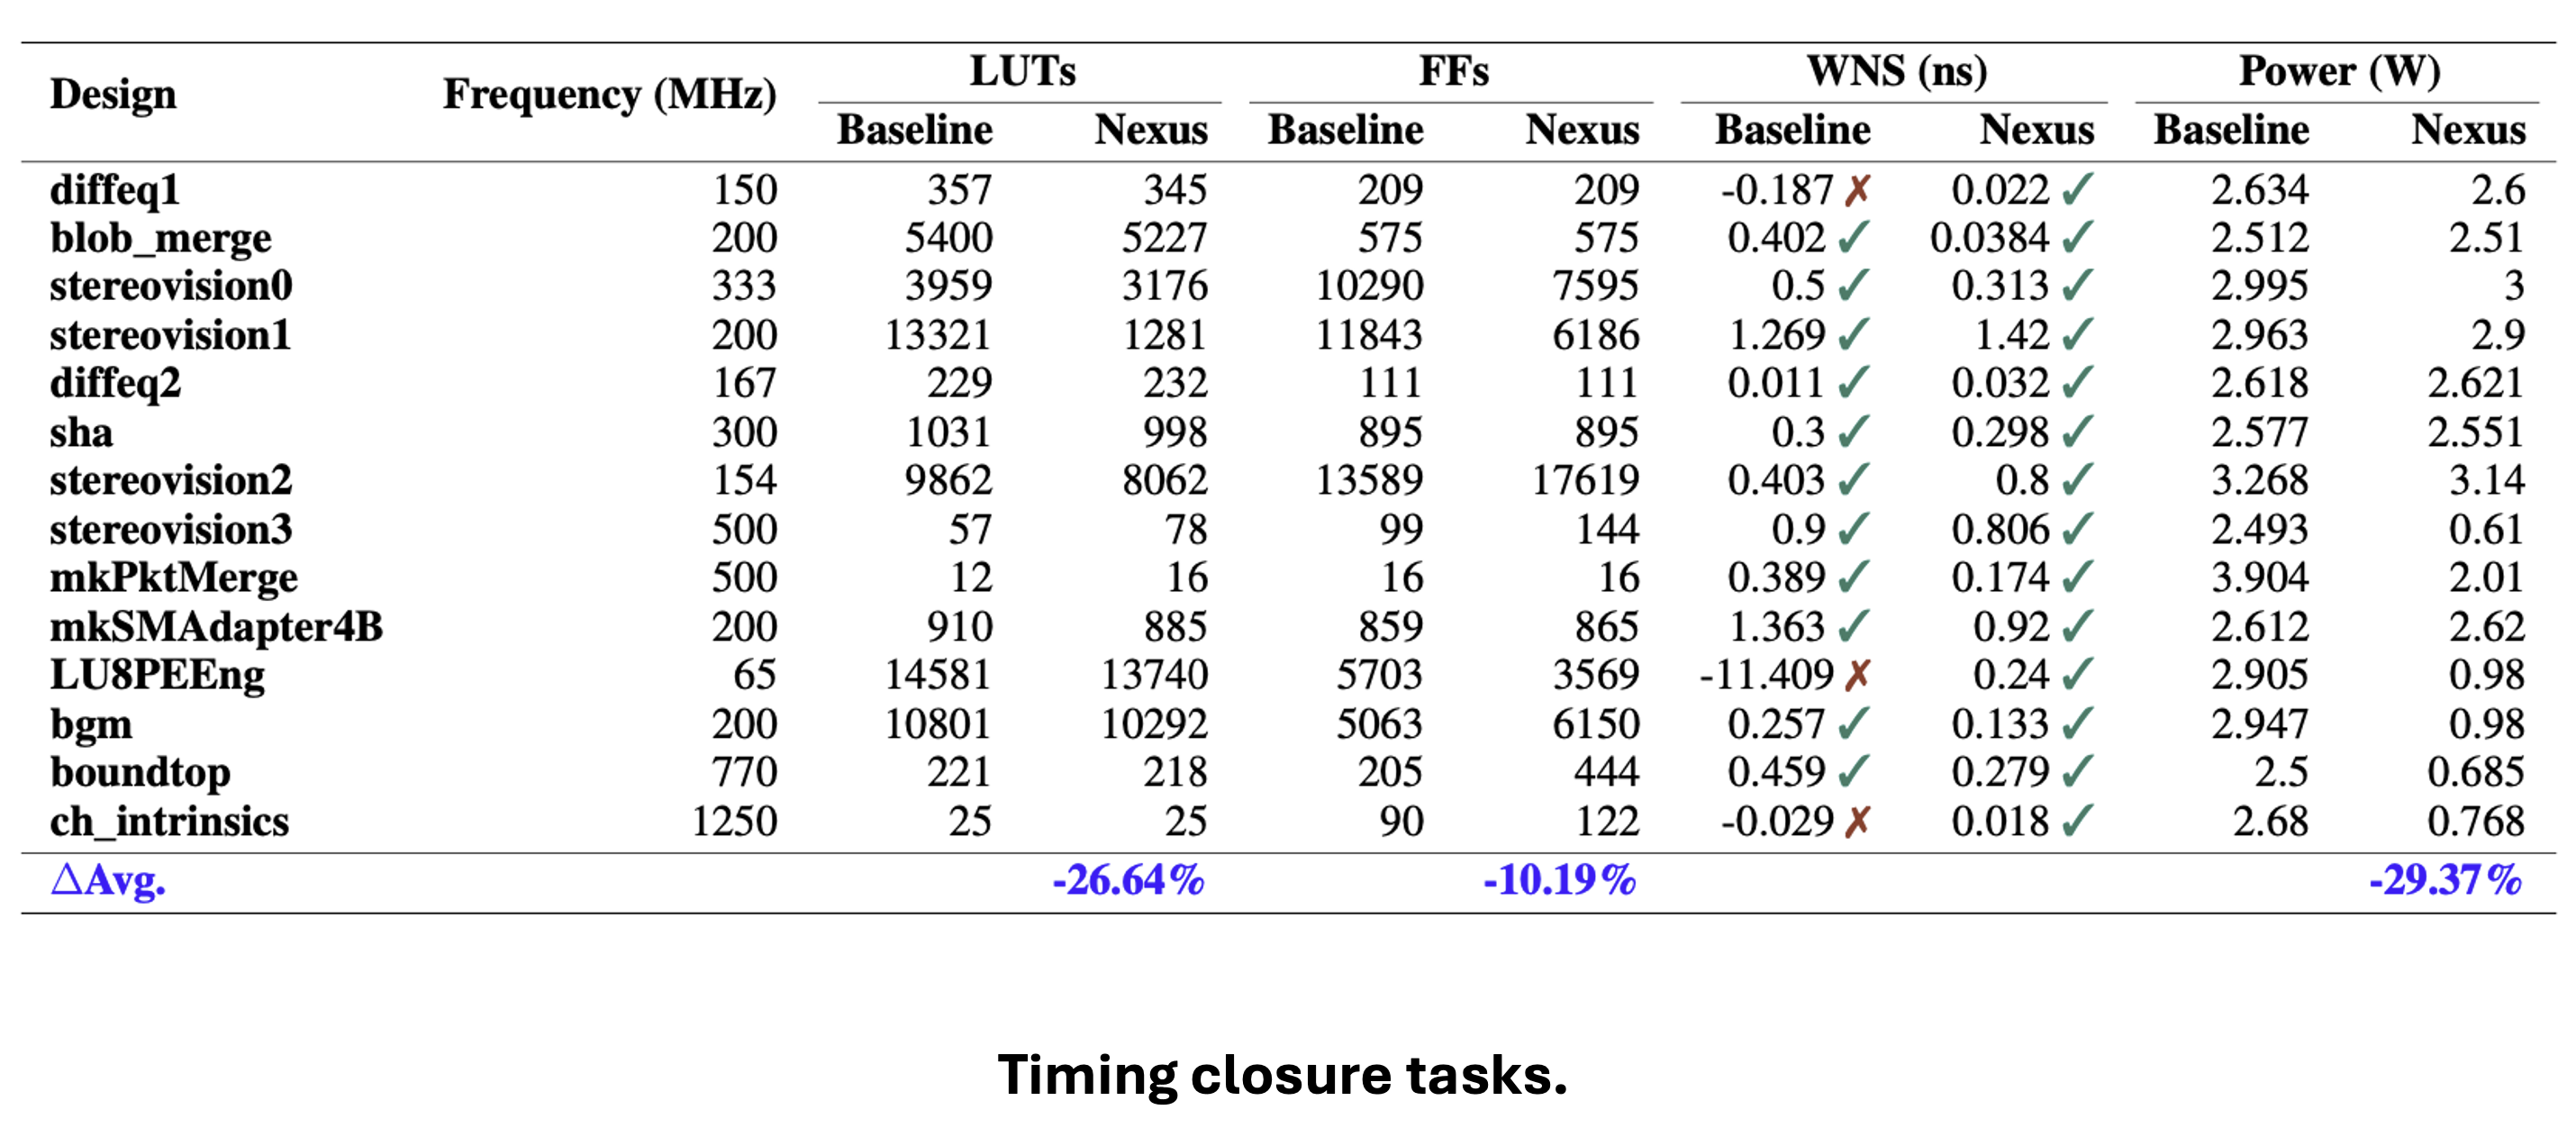 Design Frequency (MHz) LUTs FFs WNS (ns) Power (W)
Baseline Nexus Baseline Nexus Baseline Nexus Baseline Nexus
diffeq1 150 357 345 209 209 -0.187 ✗ 0.022 ✓ 2.634 2.6
blob_merge 200 5400 5227 575 575 0.402 ✓ 0.0384 ✓ 2.512 2.51
stereovision0 333 3959 3176 10290 7595 0.5 ✓ 0.313 ✓ 2.995 3
stereovision1 200 13321 1281 11843 6186 1.269 ✓ 1.42 ✓ 2.963 2.9
diffeq2 167 229 232 111 111 0.011 ✓ 0.032 ✓ 2.618 2.621
sha 300 1031 998 895 895 0.3 ✓ 0.298 ✓ 2.577 2.551
stereovision2 154 9862 8062 13589 17619 0.403 ✓ 0.8 ✓ 3.268 3.14
stereovision3 500 57 78 99 144 0.9 ✓ 0.806 ✓ 2.493 0.61
mkPktMerge 500 12 16 16 16 0.389 ✓ 0.174 ✓ 3.904 2.01
mkSMAdapter4B 200 910 885 859 865 1.363 ✓ 0.92 ✓ 2.612 2.62
LU8PEEng 65 14581 13740 5703 3569 -11.409 ✗ 0.24 ✓ 2.905 0.98
bgm 200 10801 10292 5063 6150 0.257 ✓ 0.133 ✓ 2.947 0.98
boundtop 770 221 218 205 444 0.459 ✓ 0.279 ✓ 2.5 0.685
ch_intrinsics 1250 25 25 90 122 -0.029 ✗ 0.018 ✓ 2.68 0.768
△Avg. -26.64% -10.19% -29.37%
Timing closure tasks.